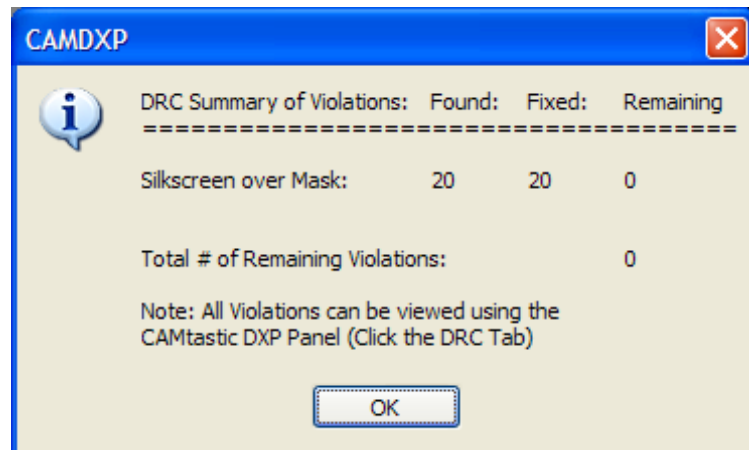 CAMDXP
DRC Summary of Violations: Found: Fixed: Remaining
=====================================
Silkscreen over Mask: 20 20 0
Total # of Remaining Violations: 0
Note: All Violations can be viewed using the
CAMtastic DXP Panel (Click the DRC Tab)
OK